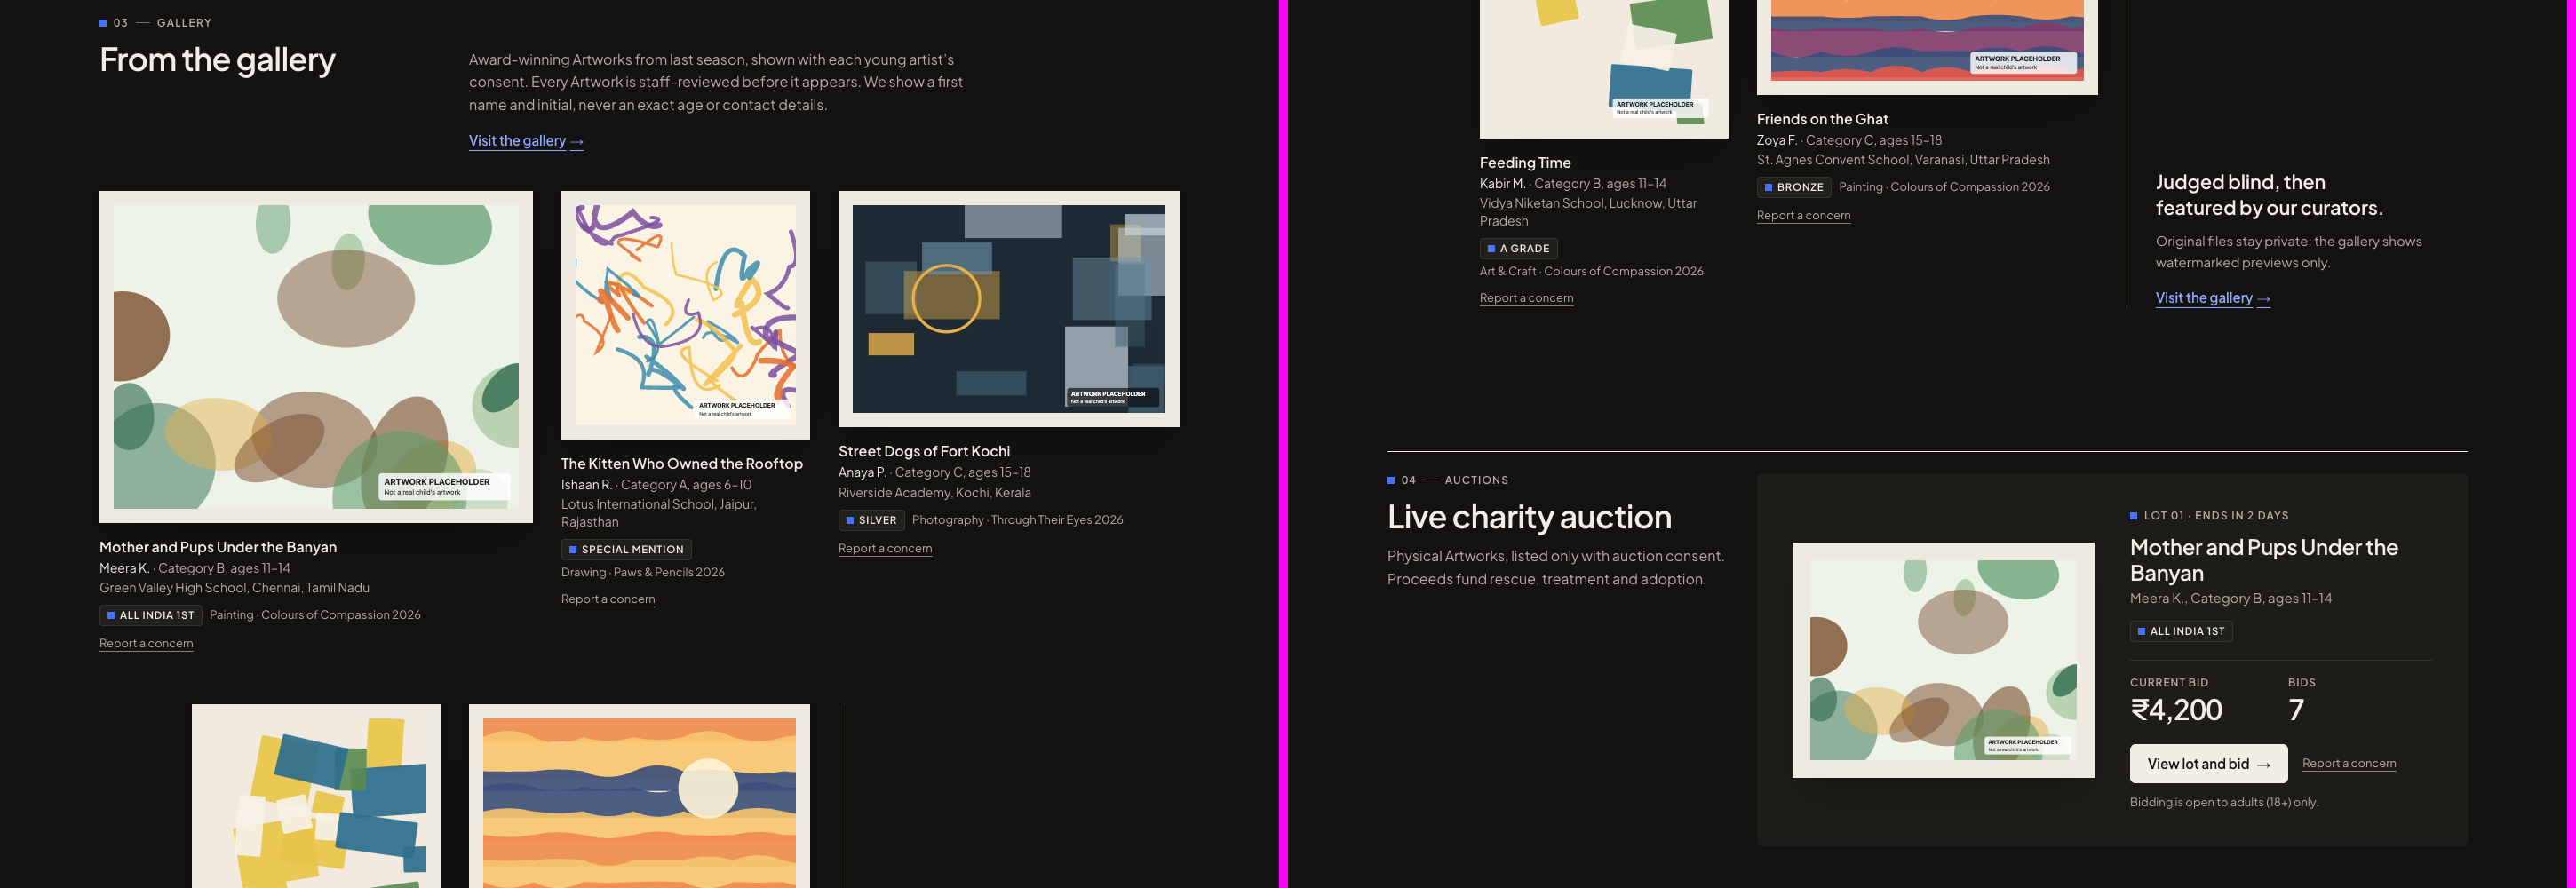 03 — GALLERY
From the gallery
Award-winning Artworks from last season, shown with each young artist's
consent. Every Artwork is staff-reviewed before it appears. We show a first
name and initial, never an exact age or contact details.
Visit the gallery →
ARTWORK PLACEHOLDER
Not a real child's artwork
Mother and Pups Under the Banyan
Meera K. · Category B, ages 11–14
Green Valley High School, Chennai, Tamil Nadu
ALL INDIA 1ST Painting · Colours of Compassion 2026
Report a concern
ARTWORK PLACEHOLDER
Not a real child's artwork
The Kitten Who Owned the Rooftop
Ishaan R. · Category A, ages 6–10
Lotus International School, Jaipur,
Rajasthan
SPECIAL MENTION
Drawing · Paws & Pencils 2026
Report a concern
ARTWORK PLACEHOLDER
Not a real child's artwork
Street Dogs of Fort Kochi
Anaya P. · Category C, ages 15–18
Riverside Academy, Kochi, Kerala
SILVER Photography · Through Their Eyes 2026
Report a concern
ARTWORK PLACEHOLDER
Not a real child's artwork
Feeding Time
Kabir M. · Category B, ages 11–14
Vidya Niketan School, Lucknow, Uttar
Pradesh
A GRADE
Art & Craft · Colours of Compassion 2026
Report a concern
ARTWORK PLACEHOLDER
Not a real child's artwork
Friends on the Ghat
Zoya F. · Category C, ages 15–18
St. Agnes Convent School, Varanasi, Uttar Pradesh
BRONZE Painting · Colours of Compassion 2026
Report a concern
Judged blind, then
featured by our curators.
Original files stay private: the gallery shows
watermarked previews only.
Visit the gallery →
04 — AUCTIONS
Live charity auction
Physical Artworks, listed only with auction consent.
Proceeds fund rescue, treatment and adoption.
ARTWORK PLACEHOLDER
Not a real child's artwork
LOT 01 · ENDS IN 2 DAYS
Mother and Pups Under the
Banyan
Meera K., Category B, ages 11–14
ALL INDIA 1ST
CURRENT BID BIDS
₹4,200 7
View lot and bid → Report a concern
Bidding is open to adults (18+) only.